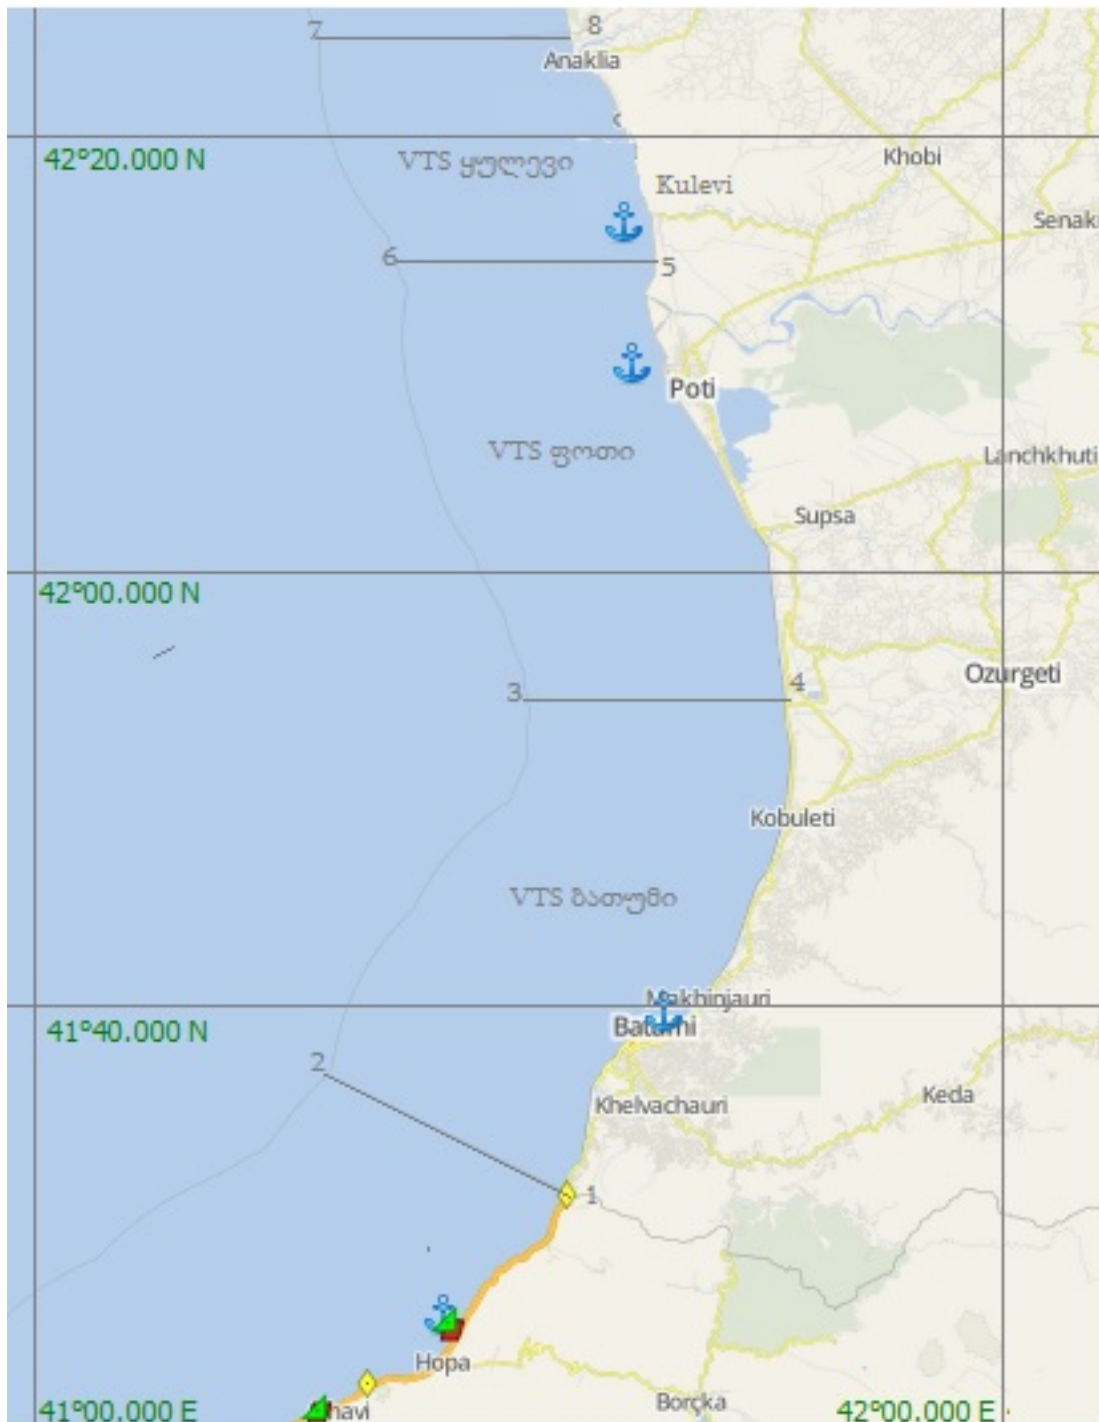 7
8
Anaklia
42°20.000 N
VTS ყულევი
Khobi
Kulevi
Senaki
6
5
Poti
VTS ფოთი
Lanchkhuti
Supsa
42°00.000 N
Ozurgeti
3
4
Kobuleti
VTS ბათუმი
Makhinjauri
41°40.000 N
Batumi
2
Keda
Khelvachauri
1
Hopa
Borçka
41°00.000 E
42°00.000 E